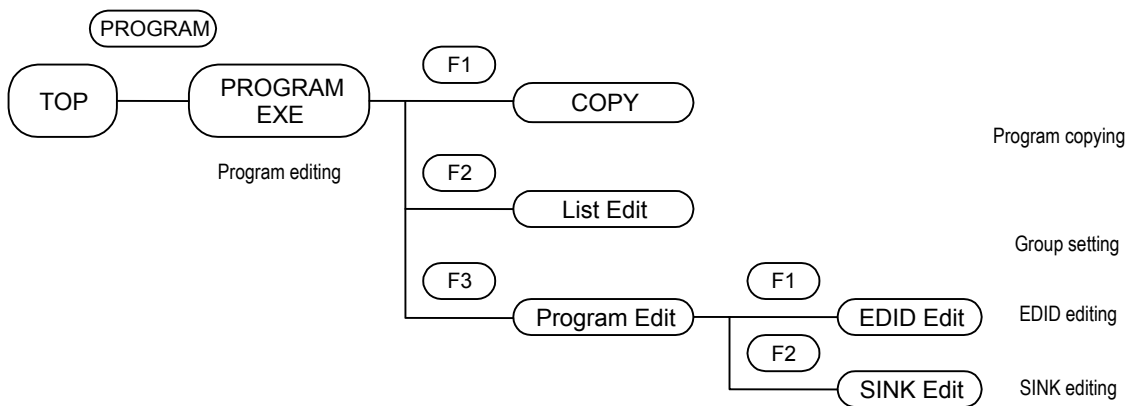 PROGRAM
F1
TOP
PROGRAM
EXE
COPY
Program copying
Program editing
F2
List Edit
Group setting
F3
F1
Program Edit
EDID Edit
EDID editing
F2
SINK Edit
SINK editing